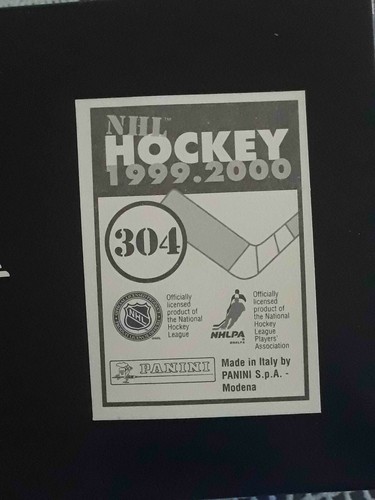 NHL™
HOCKEY
1999.2000
304
NHL
Officially
licensed
product of
the National
Hockey
League
NHLPA
Officially
licensed
product of
the National
Hockey
League
Players'
Association
PANINI
Made in Italy by
PANINI S.p.A. -
Modena